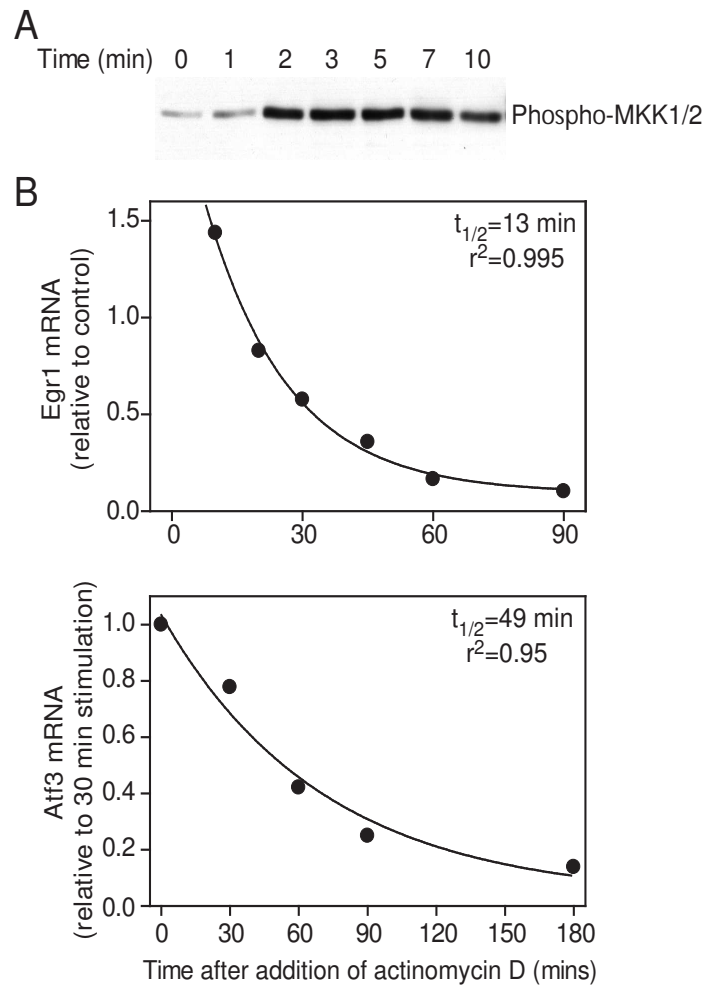 A
Time (min) 0 1 2 3 5 7 10
Phospho-MKK1/2
B
Egr1 mRNA
(relative to control)
1.5
1.0
0.5
0.0
t1/2=13 min
r2=0.995
0 30 60 90
Atf3 mRNA
(relative to 30 min stimulation)
1.0
0.8
0.6
0.4
0.2
0.0
t1/2=49 min
r2=0.95
0 30 60 90 120 150 180
Time after addition of actinomycin D (mins)